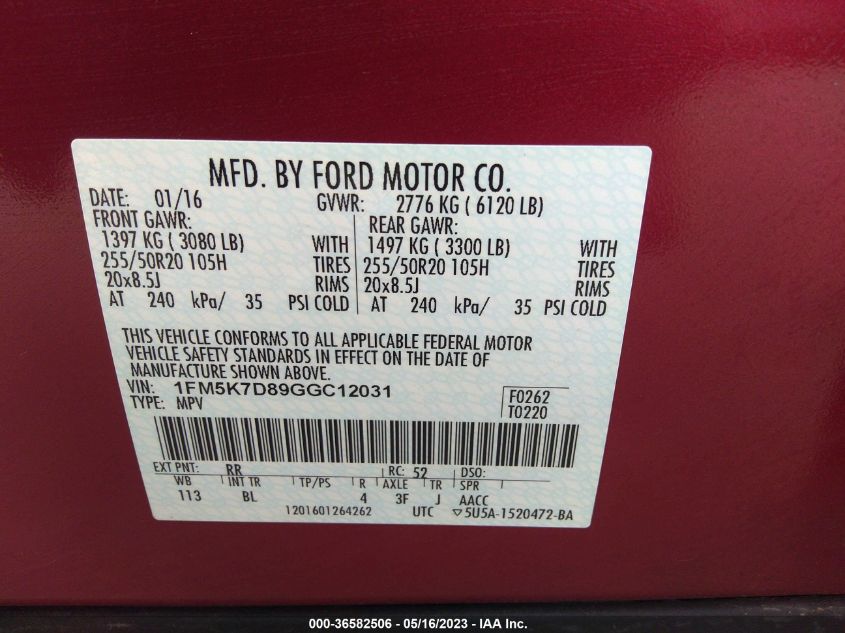 MFD. BY FORD MOTOR CO.
DATE: 01/16 GVWR: 2776 KG ( 6120 LB)
FRONT GAWR: REAR GAWR:
1397 KG ( 3080 LB) WITH 1497 KG ( 3300 LB) WITH
255/50R20 105H TIRES 255/50R20 105H TIRES
20x8.5J RIMS 20x8.5J RIMS
AT 240 kPa/ 35 PSI COLD AT 240 kPa/ 35 PSI COLD
THIS VEHICLE CONFORMS TO ALL APPLICABLE FEDERAL MOTOR
VEHICLE SAFETY STANDARDS IN EFFECT ON THE DATE OF
MANUFACTURE SHOWN ABOVE.
VIN: 1FM5K7D89GGC12031
TYPE: MPV
F0262
T0220
EXT PNT: RR RC: 52 DSO:
WB INT TR TP/PS R AXLE TR SPR
113 BL 4 3F J AACC
1201601264262 UTC ▽5U5A-1520472-BA
000-36582506 - 05/16/2023 - IAA Inc.